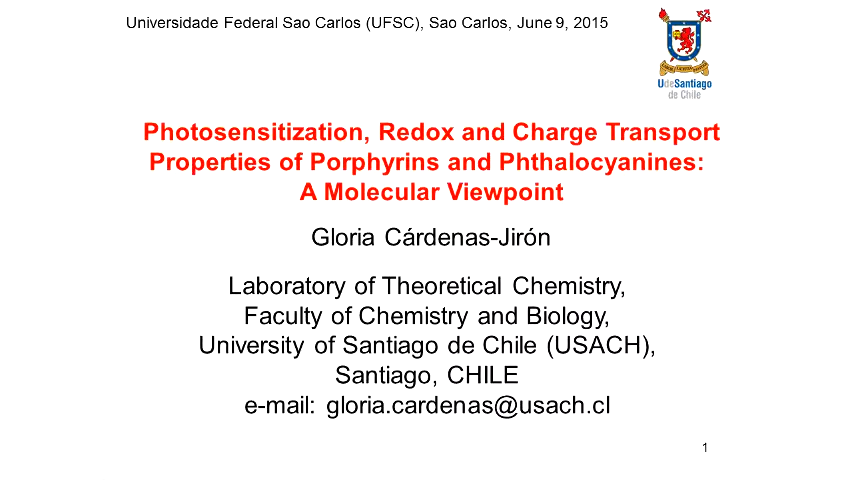 Universidade Federal Sao Carlos (UFSC), Sao Carlos, June 9, 2015
UdeSantiago
de Chile
Photosensitization, Redox and Charge Transport
Properties of Porphyrins and Phthalocyanines:
A Molecular Viewpoint
Gloria Cárdenas-Jirón
Laboratory of Theoretical Chemistry,
Faculty of Chemistry and Biology,
University of Santiago de Chile (USACH),
Santiago, CHILE
e-mail: gloria.cardenas@usach.cl
1